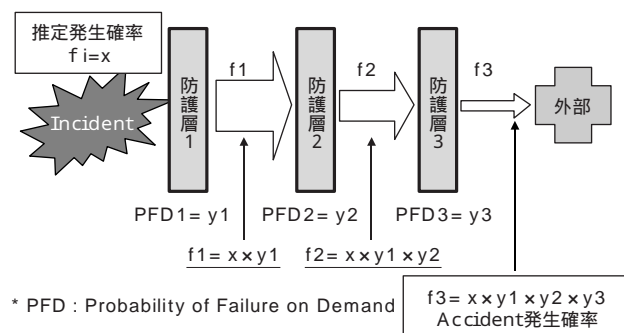 推定発生確率
fi=x
Incident
防護層1
f1
防護層2
f2
防護層3
f3
外部
PFD1= y1
PFD2= y2
PFD3= y3
f1= x×y1
f2= x×y1×y2
* PFD : Probability of Failure on Demand
f3= x×y1×y2×y3
Accident発生確率